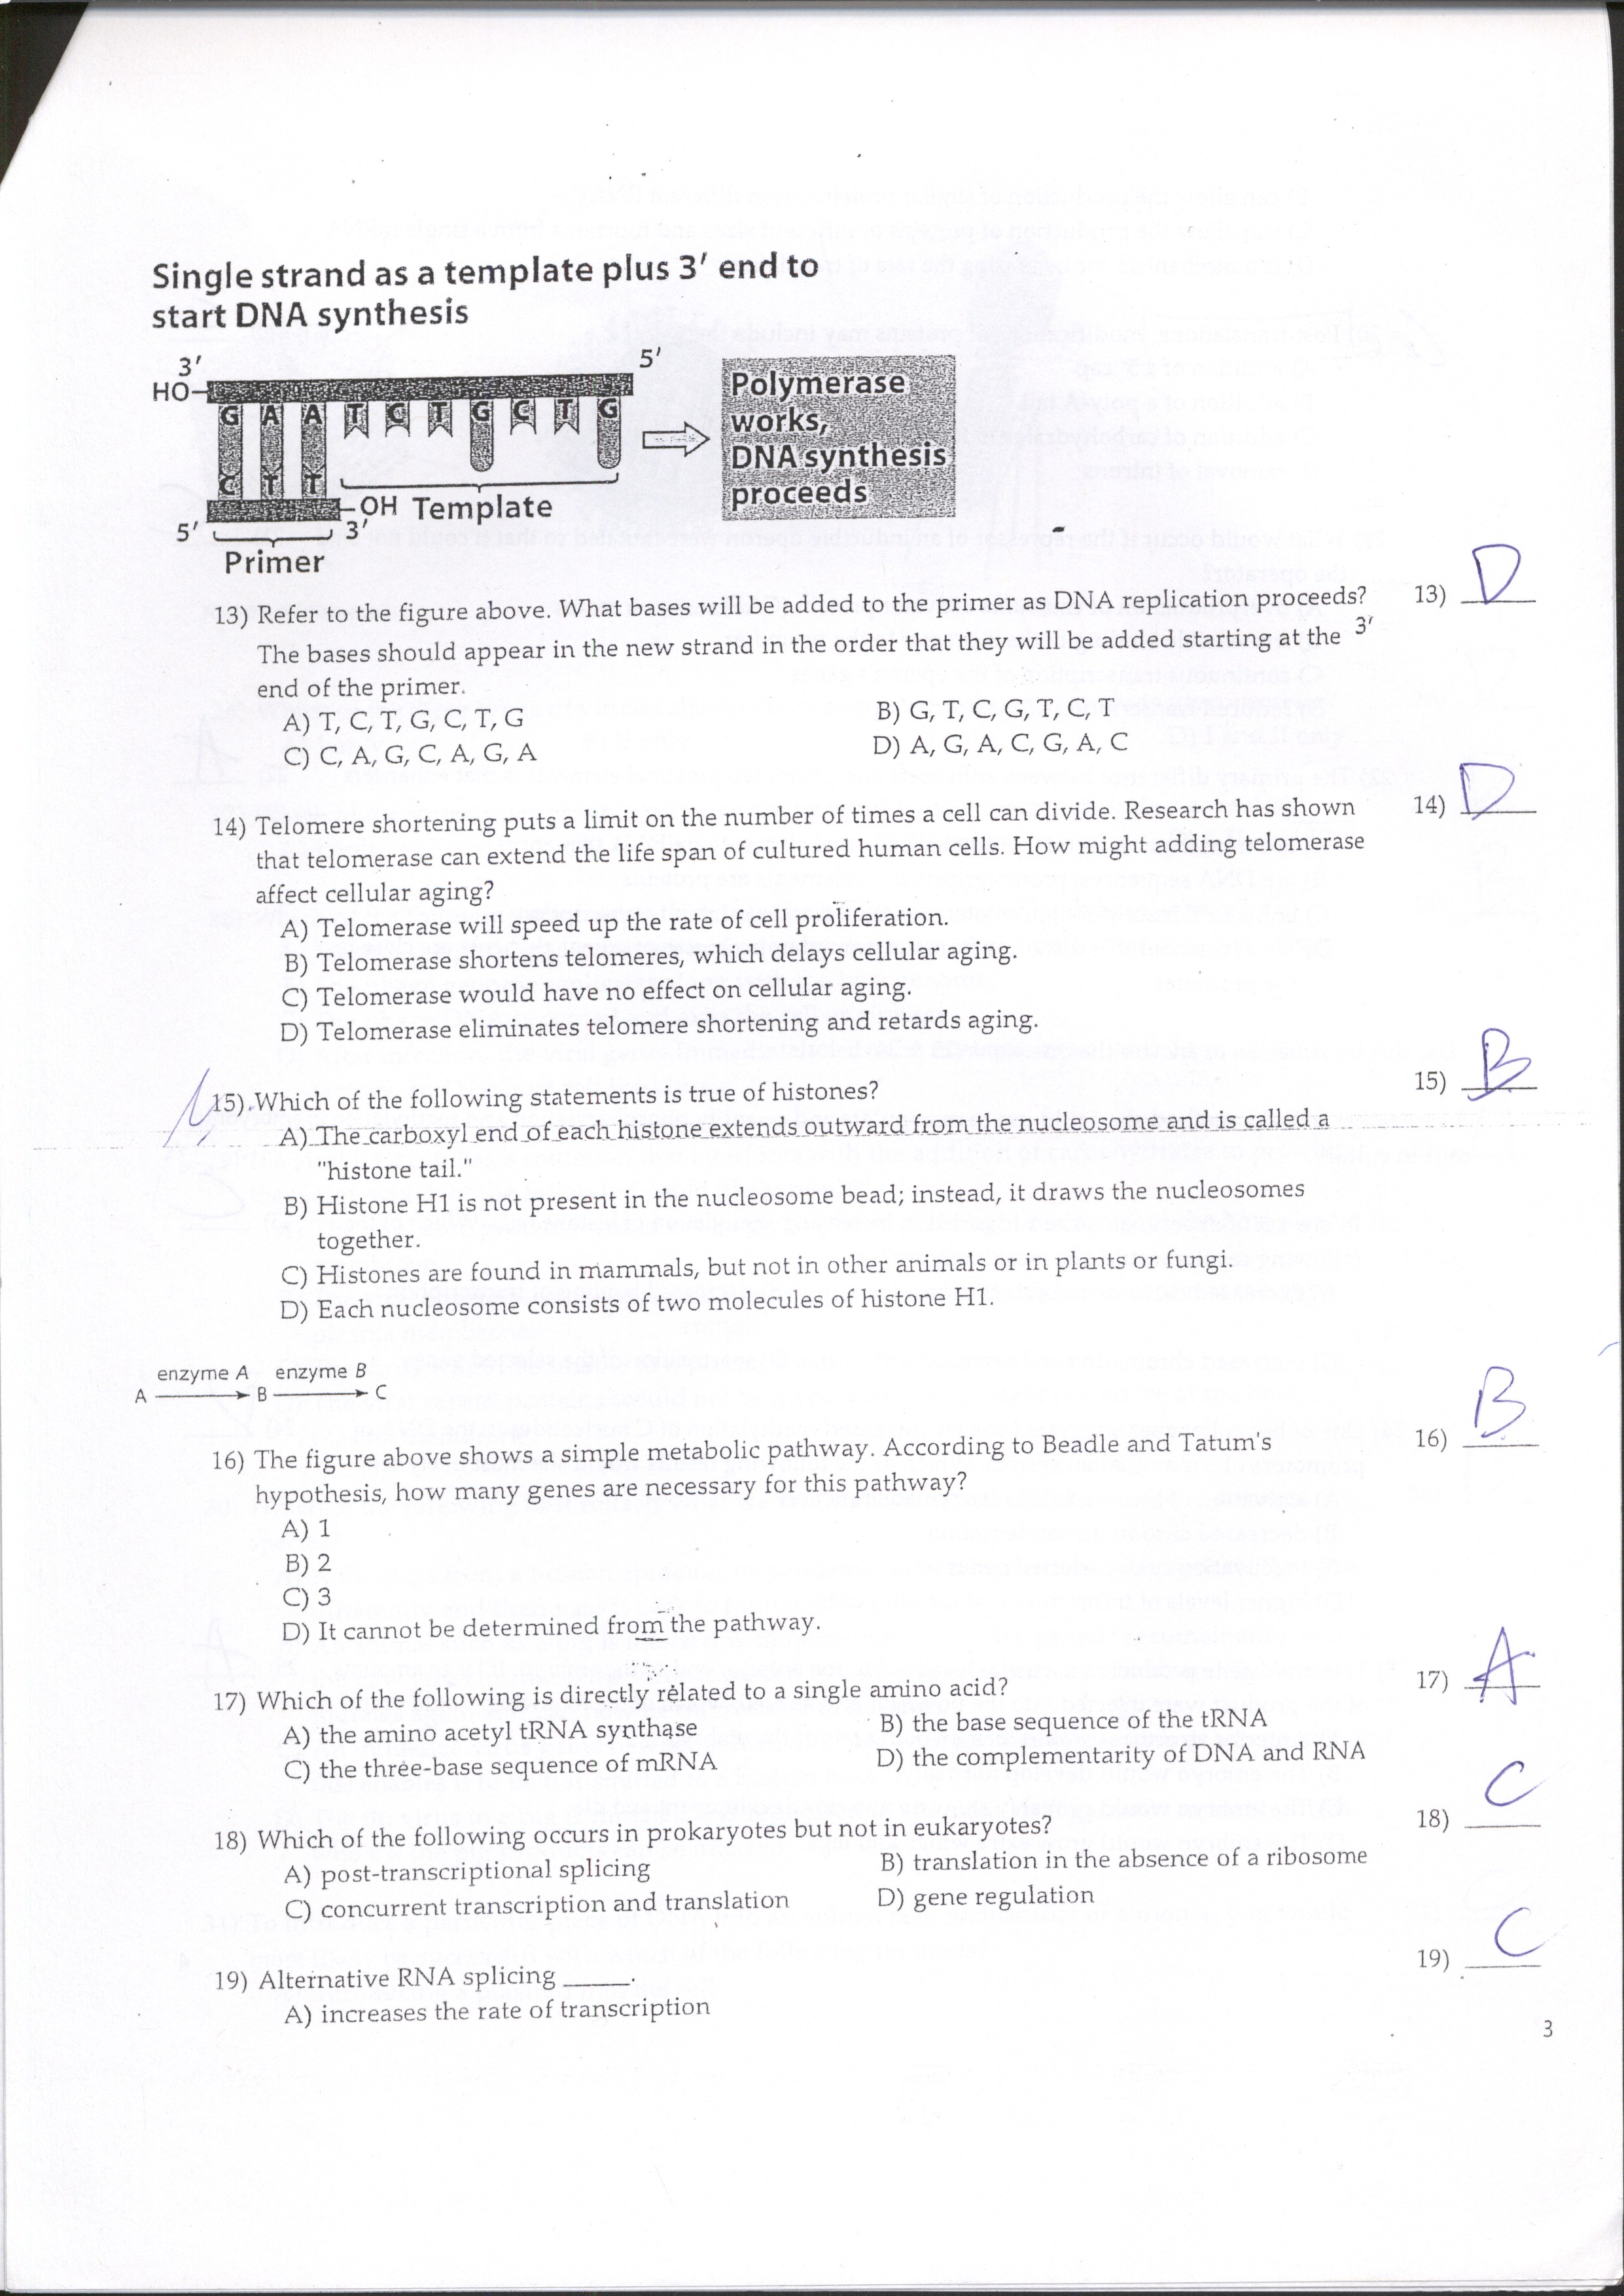 Single strand as a template plus 3′ end to
start DNA synthesis
3′
5′
HO
G A A T C T G C T G
C T T
OH Template
5′
3′
Primer
Polymerase
works,
DNA synthesis
proceeds
13) Refer to the figure above. What bases will be added to the primer as DNA replication proceeds? 13) D
The bases should appear in the new strand in the order that they will be added starting at the 3′
end of the primer.
A) T, C, T, G, C, T, G B) G, T, C, G, T, C, T
C) C, A, G, C, A, G, A D) A, G, A, C, G, A, C
14) Telomere shortening puts a limit on the number of times a cell can divide. Research has shown 14) D
that telomerase can extend the life span of cultured human cells. How might adding telomerase
affect cellular aging?
A) Telomerase will speed up the rate of cell proliferation.
B) Telomerase shortens telomeres, which delays cellular aging.
C) Telomerase would have no effect on cellular aging.
D) Telomerase eliminates telomere shortening and retards aging.
15) Which of the following statements is true of histones? 15) B
A) The carboxyl end of each histone extends outward from the nucleosome and is called a
"histone tail."
B) Histone H1 is not present in the nucleosome bead; instead, it draws the nucleosomes
together.
C) Histones are found in mammals, but not in other animals or in plants or fungi.
D) Each nucleosome consists of two molecules of histone H1.
enzyme A enzyme B
A B C
16) The figure above shows a simple metabolic pathway. According to Beadle and Tatum's 16) B
hypothesis, how many genes are necessary for this pathway?
A) 1
B) 2
C) 3
D) It cannot be determined from the pathway.
17) Which of the following is directly related to a single amino acid? 17) A
A) the amino acetyl tRNA synthase B) the base sequence of the tRNA
C) the three-base sequence of mRNA D) the complementarity of DNA and RNA
18) Which of the following occurs in prokaryotes but not in eukaryotes? 18) C
A) post-transcriptional splicing B) translation in the absence of a ribosome
C) concurrent transcription and translation D) gene regulation
19) Alternative RNA splicing _____. 19) C
A) increases the rate of transcription
3